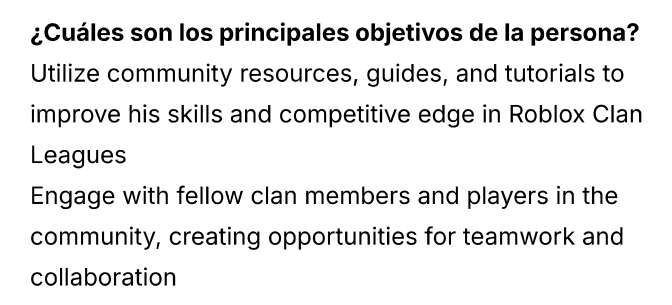 ¿Cuáles son los principales objetivos de la persona?
Utilize community resources, guides, and tutorials to
improve his skills and competitive edge in Roblox Clan
Leagues
Engage with fellow clan members and players in the
community, creating opportunities for teamwork and
collaboration